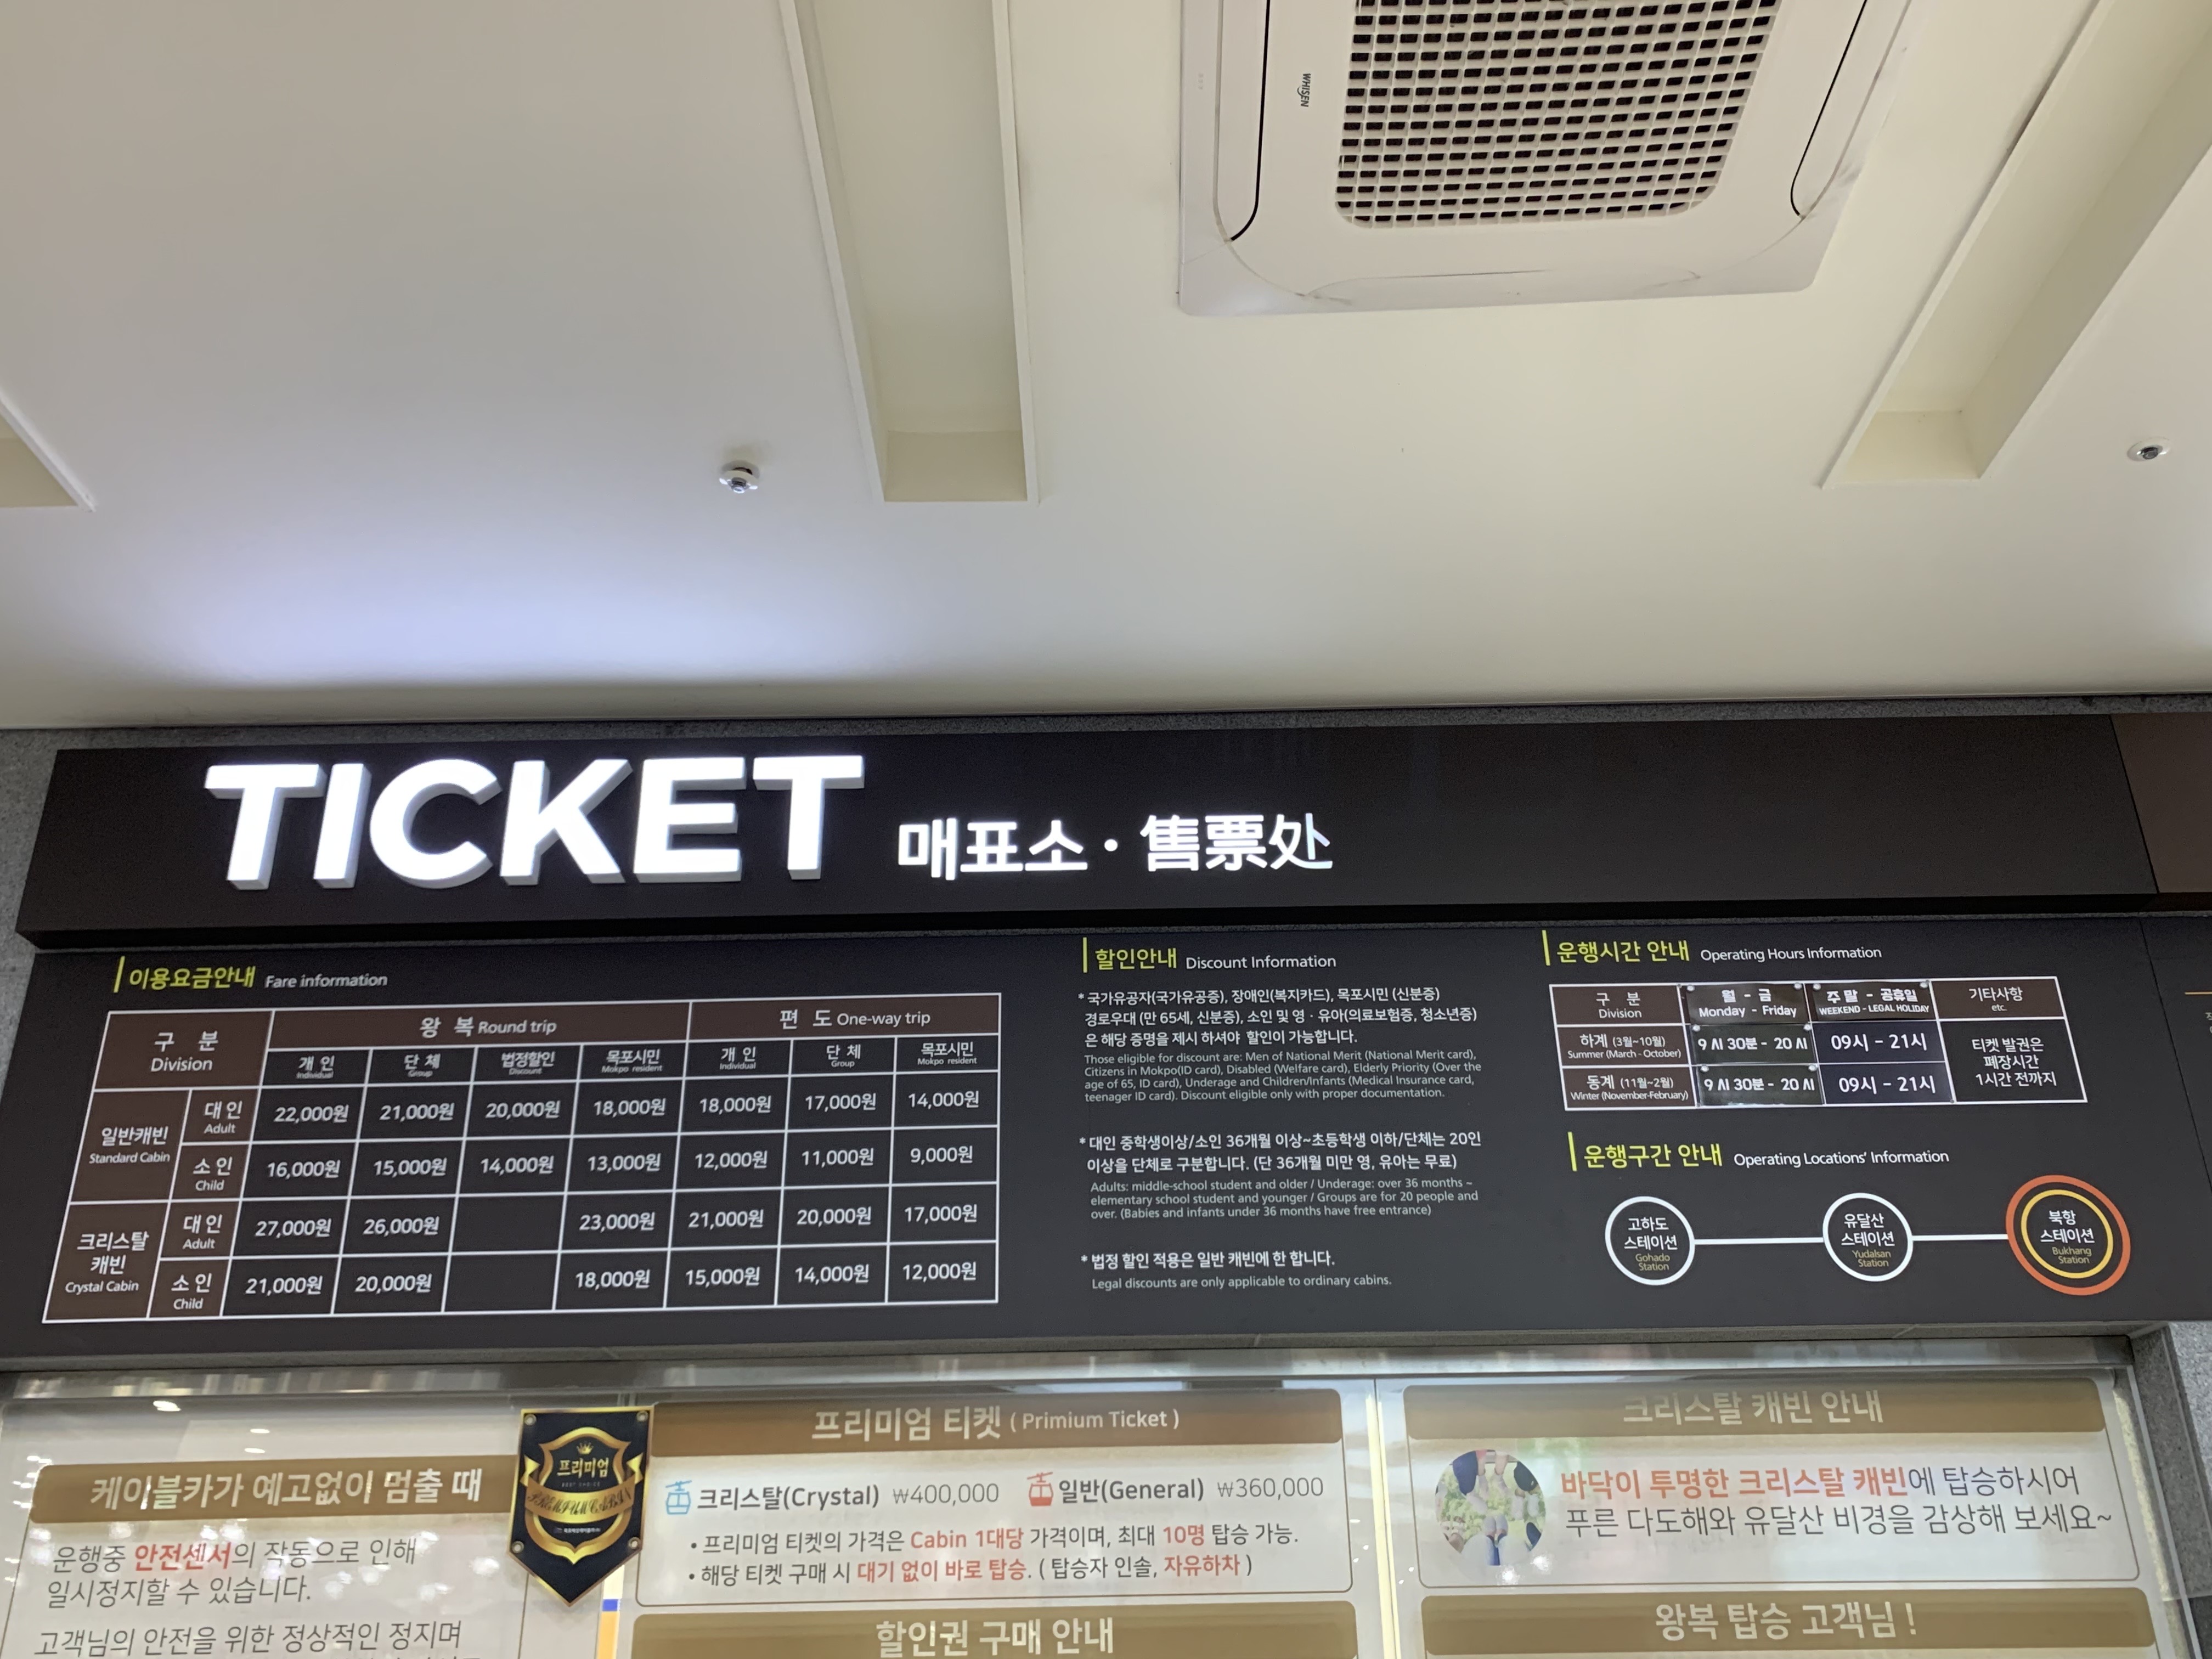 WHISEN
TICKET 매표소 · 售票处
이용요금안내 Fare information
구 분 Division
왕 복 Round trip
편 도 One-way trip
개 인 Individual
단 체 Group
법정할인 Discount
목포시민 Mokpo resident
개 인 Individual
단 체 Group
목포시민 Mokpo resident
일반캐빈 Standard Cabin
대 인 Adult 22,000원 21,000원 20,000원 18,000원 18,000원 17,000원 14,000원
소 인 Child 16,000원 15,000원 14,000원 13,000원 12,000원 11,000원 9,000원
크리스탈 캐빈 Crystal Cabin
대 인 Adult 27,000원 26,000원 23,000원 21,000원 20,000원 17,000원
소 인 Child 21,000원 20,000원 18,000원 15,000원 14,000원 12,000원
할인안내 Discount Information
* 국가유공자(국가유공증), 장애인(복지카드), 목포시민 (신분증)
경로우대 (만 65세, 신분증), 소인 및 영 · 유아(의료보험증, 청소년증)
은 해당 증명을 제시 하셔야 할인이 가능합니다.
Those eligible for discount are: Men of National Merit (National Merit card),
Citizens in Mokpo(ID card), Disabled (Welfare card), Elderly Priority (Over the
age of 65, ID card), Underage and Children/Infants (Medical Insurance card,
teenager ID card). Discount eligible only with proper documentation.
* 대인 중학생이상/소인 36개월 이상~초등학생 이하/단체는 20인
이상을 단체로 구분합니다. (단 36개월 미만 영, 유아는 무료)
Adults: middle-school student and older / Underage: over 36 months ~
elementary school student and younger / Groups are for 20 people and
over. (Babies and infants under 36 months have free entrance)
* 법정 할인 적용은 일반 캐빈에 한 합니다.
Legal discounts are only applicable to ordinary cabins.
운행시간 안내 Operating Hours Information
구 분 Division
월 - 금 Monday - Friday
주 말 - 공휴일 WEEKEND - LEGAL HOLIDAY
기타사항 etc.
하계 (3월~10월) Summer (March - October)
9 시 30분 - 20 시
09시 - 21시
동계 (11월~2월) Winter (November-February)
9 시 30분 - 20 시
09시 - 21시
티켓 발권은
폐장시간
1시간 전까지
운행구간 안내 Operating Locations' Information
고하도 스테이션 Gohado Station
유달산 스테이션 Yudalsan Station
북항 스테이션 Bukhang Station
케이블카가 예고없이 멈출 때
운행중 안전센서의 작동으로 인해
일시정지할 수 있습니다.
고객님의 안전을 위한 정상적인 정지며
프리미엄
프리미엄 티켓 ( Primium Ticket )
크리스탈(Crystal) ₩400,000 일반(General) ₩360,000
• 프리미엄 티켓의 가격은 Cabin 1대당 가격이며, 최대 10명 탑승 가능.
• 해당 티켓 구매 시 대기 없이 바로 탑승. ( 탑승자 인솔, 자유하차 )
할인권 구매 안내
크리스탈 캐빈 안내
바닥이 투명한 크리스탈 캐빈에 탑승하시어
푸른 다도해와 유달산 비경을 감상해 보세요~
왕복 탑승 고객님 !